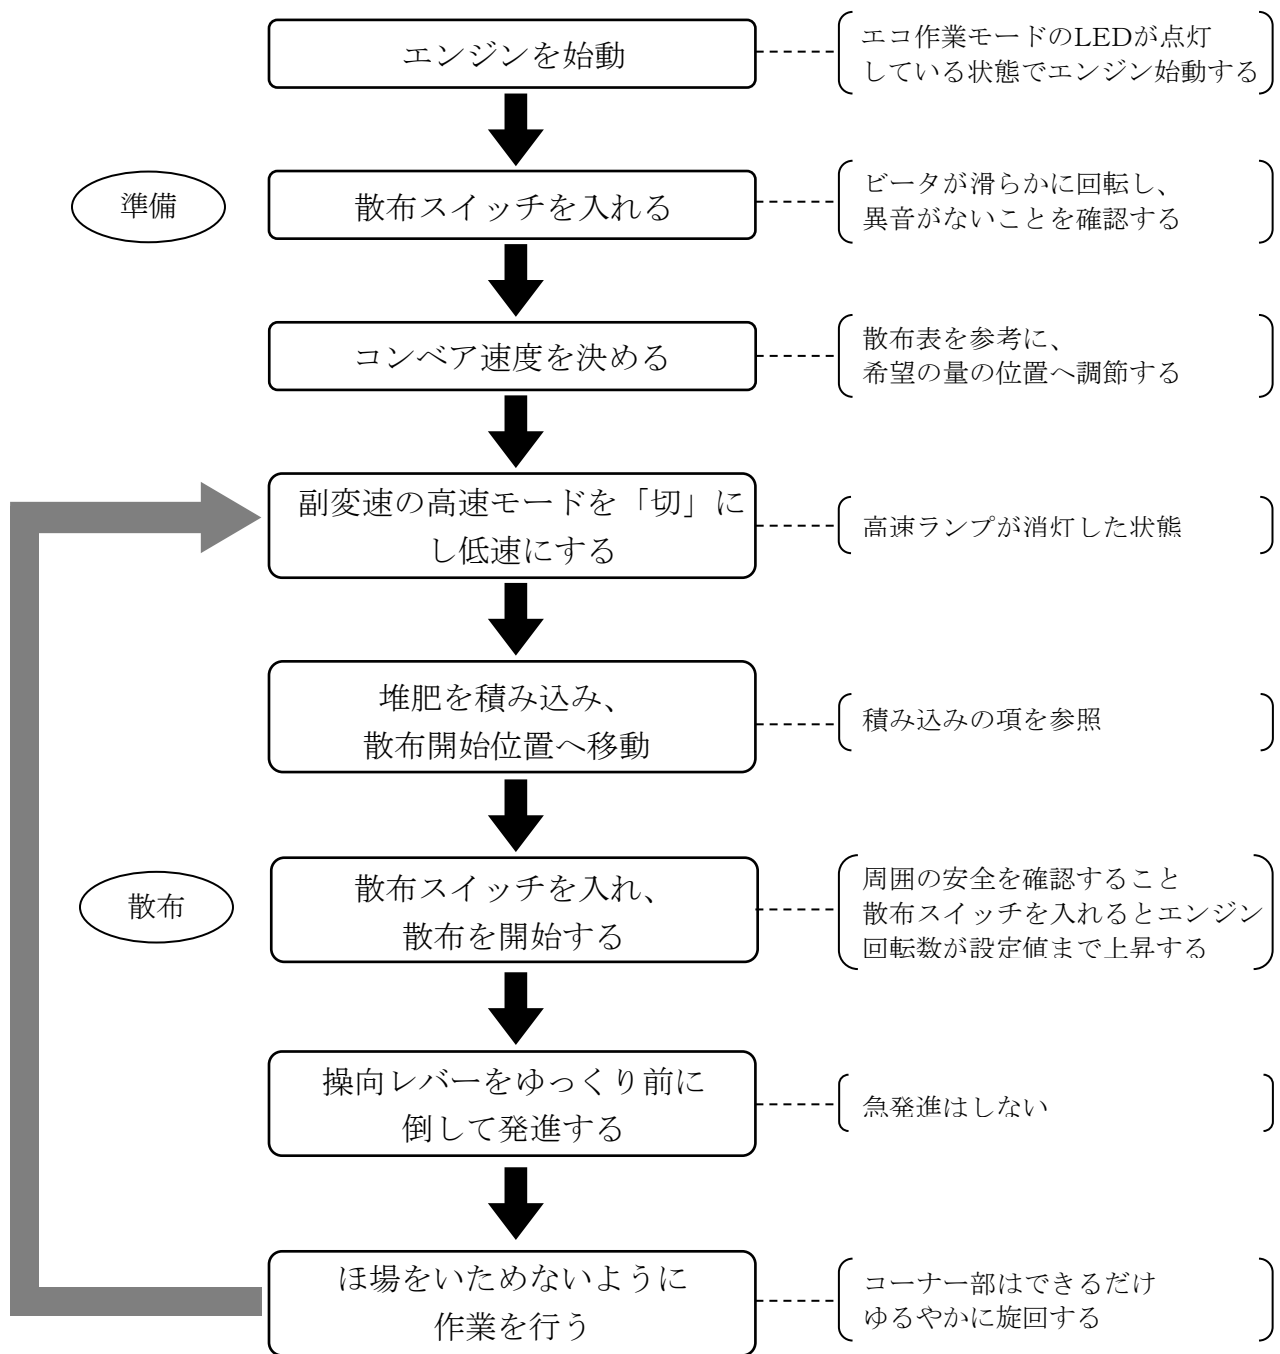 エンジンを始動
エコ作業モードのLEDが点灯
している状態でエンジン始動する
準備
散布スイッチを入れる
ビータが滑らかに回転し、
異音がないことを確認する
コンベア速度を決める
散布表を参考に、
希望の量の位置へ調節する
副変速の高速モードを「切」に
し低速にする
高速ランプが消灯した状態
堆肥を積み込み、
散布開始位置へ移動
積み込みの項を参照
散布
散布スイッチを入れ、
散布を開始する
周囲の安全を確認すること
散布スイッチを入れるとエンジン
回転数が設定値まで上昇する
操向レバーをゆっくり前に
倒して発進する
急発進はしない
ほ場をいためないように
作業を行う
コーナー部はできるだけ
ゆるやかに旋回する